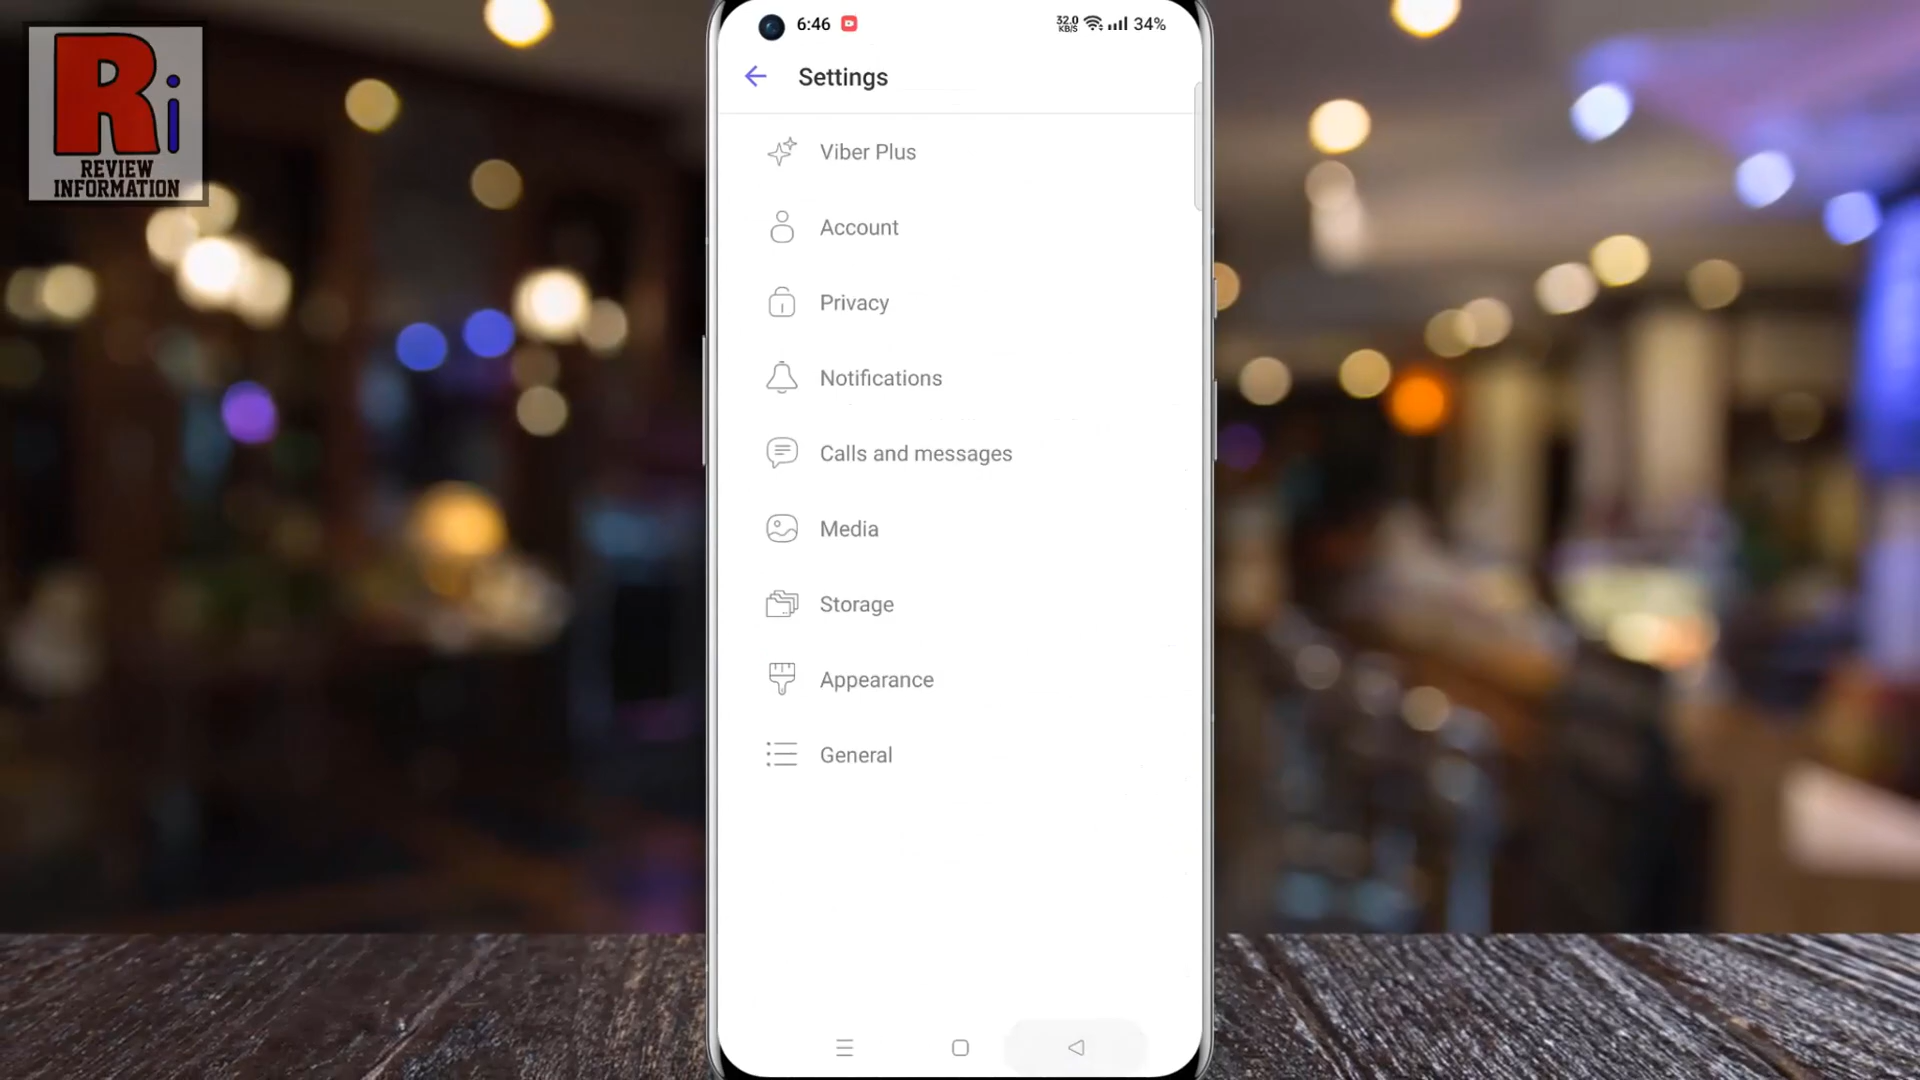 Ri
REVIEW
INFORMATION
6:46
32.0
KB/S
34%
Settings
Viber Plus
Account
Privacy
Notifications
Calls and messages
Media
Storage
Appearance
General